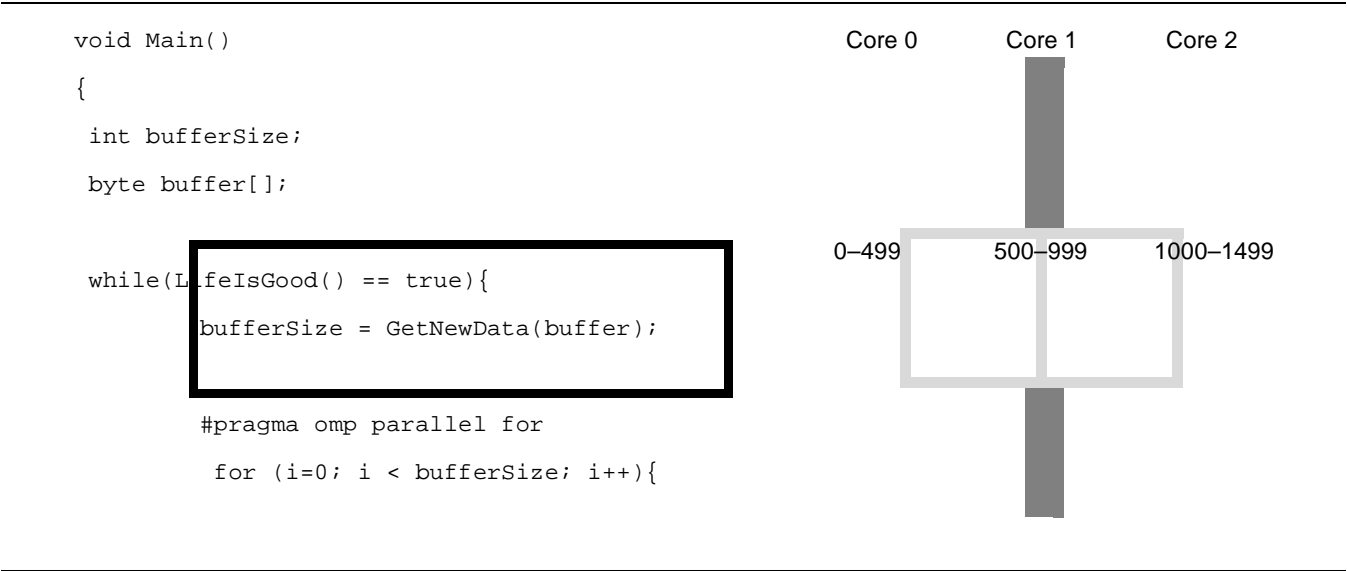 void Main()
{
int bufferSize;
byte buffer[];
while(LifeIsGood() == true){
bufferSize = GetNewData(buffer);
#pragma omp parallel for
for (i=0; i < bufferSize; i++){
Core 0 Core 1 Core 2
0–499 500–999 1000–1499